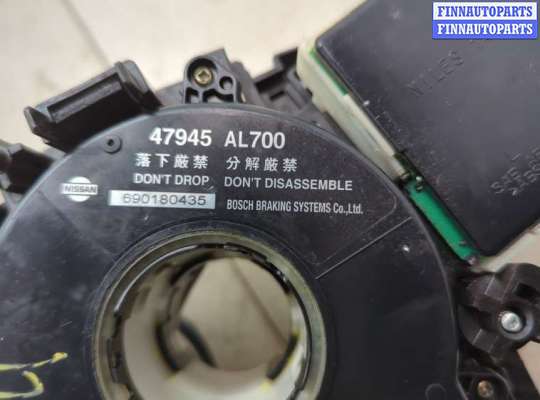 FINNAUTOPARTS
FINNAUTOPARTS
NILES
47945 AL700
落下厳禁 分解厳禁
DON'T DROP DON'T DISASSEMBLE
NISSAN
690180435
BOSCH BRAKING SYSTEMS Co.,Ltd.